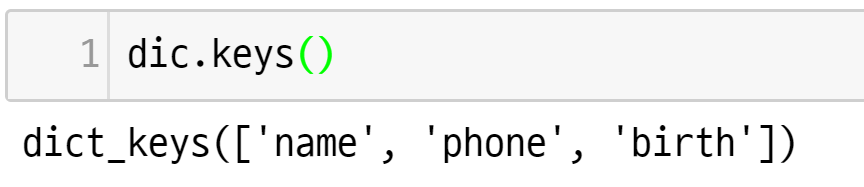 1 dic.keys()
dict_keys(['name', 'phone', 'birth'])